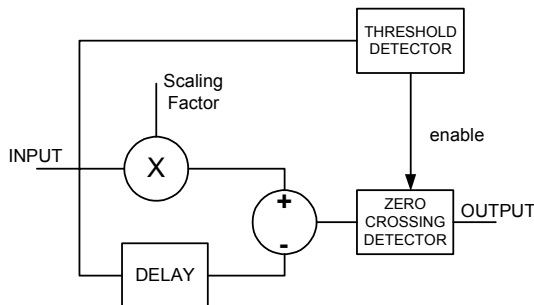 THRESHOLD
DETECTOR
Scaling
Factor
enable
INPUT
X
+
-
ZERO
CROSSING
DETECTOR
OUTPUT
DELAY